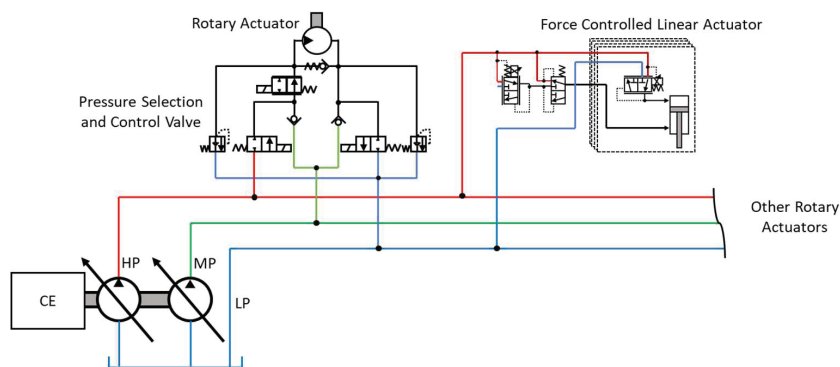 Rotary Actuator
Force Controlled Linear Actuator
Pressure Selection
and Control Valve
Other Rotary
Actuators
HP
MP
CE
LP